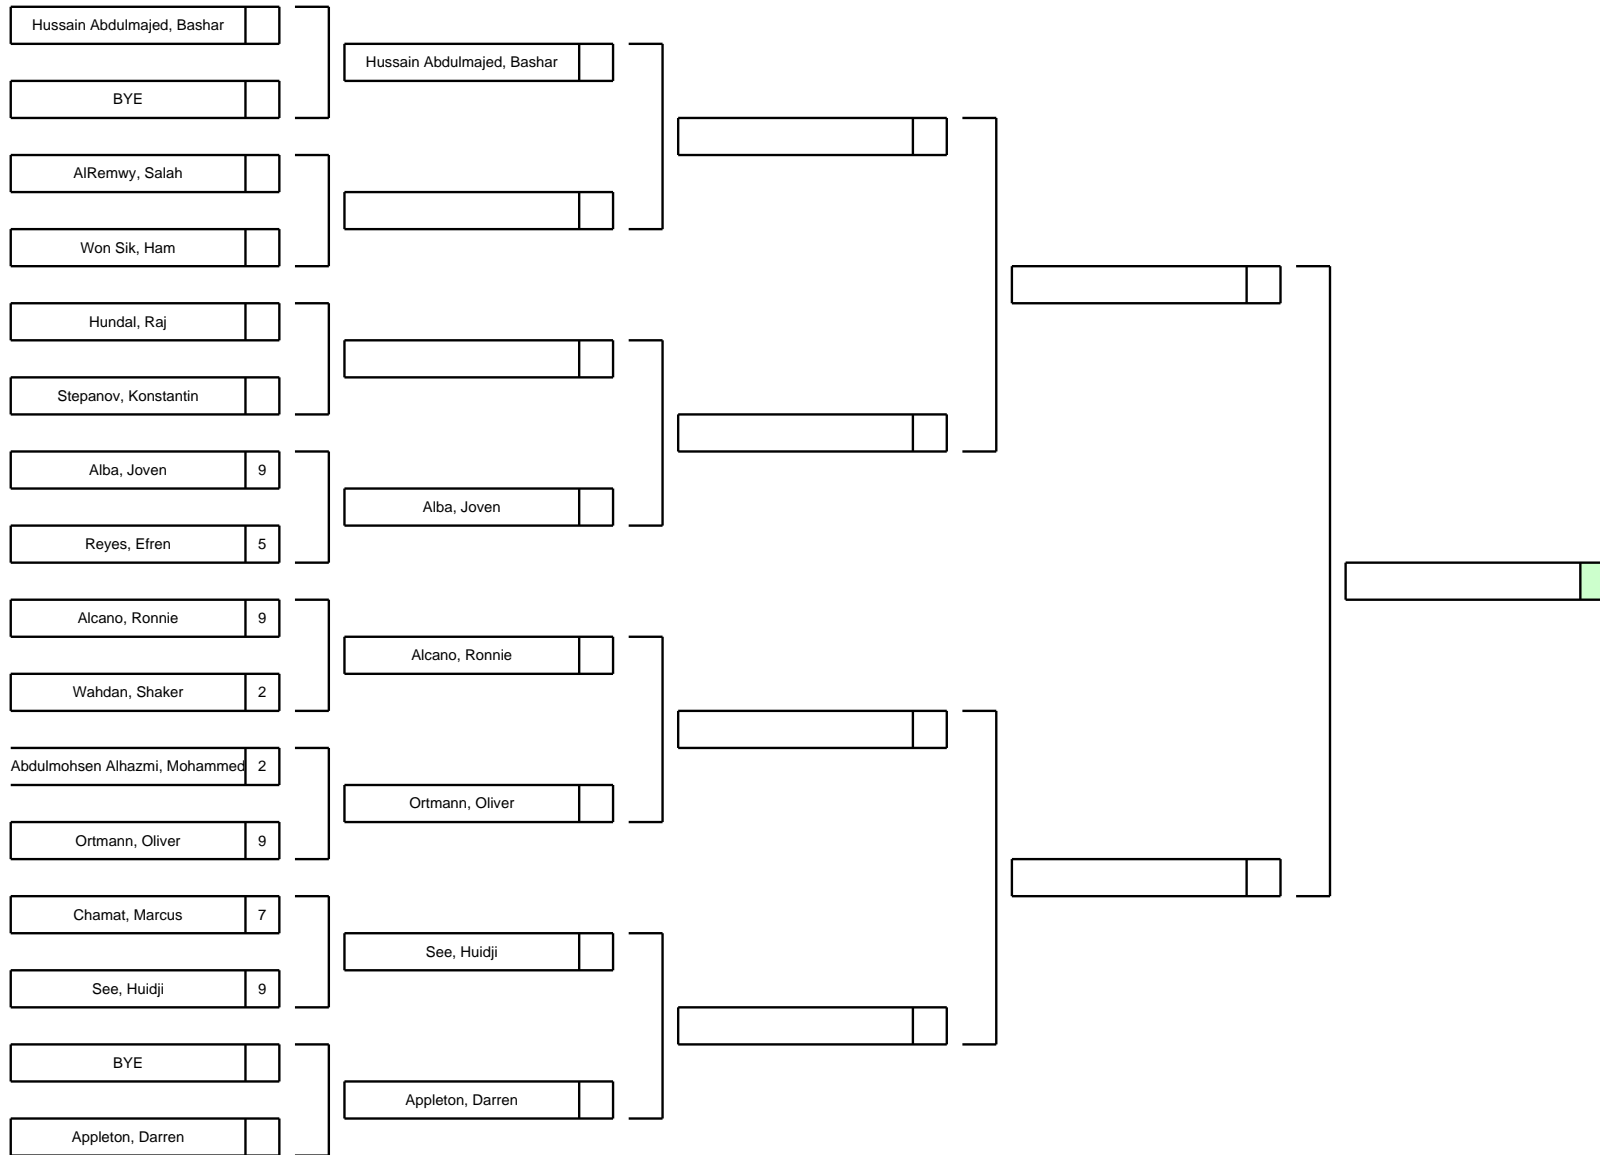 Hussain Abdulmajed, Bashar
BYE
AlRemwy, Salah
Won Sik, Ham
Hundal, Raj
Stepanov, Konstantin
Alba, Joven 9
Reyes, Efren 5
Alcano, Ronnie 9
Wahdan, Shaker 2
Abdulmohsen Alhazmi, Mohammed 2
Ortmann, Oliver 9
Chamat, Marcus 7
See, Huidji 9
BYE
Appleton, Darren
Hussain Abdulmajed, Bashar
Alba, Joven
Alcano, Ronnie
Ortmann, Oliver
See, Huidji
Appleton, Darren